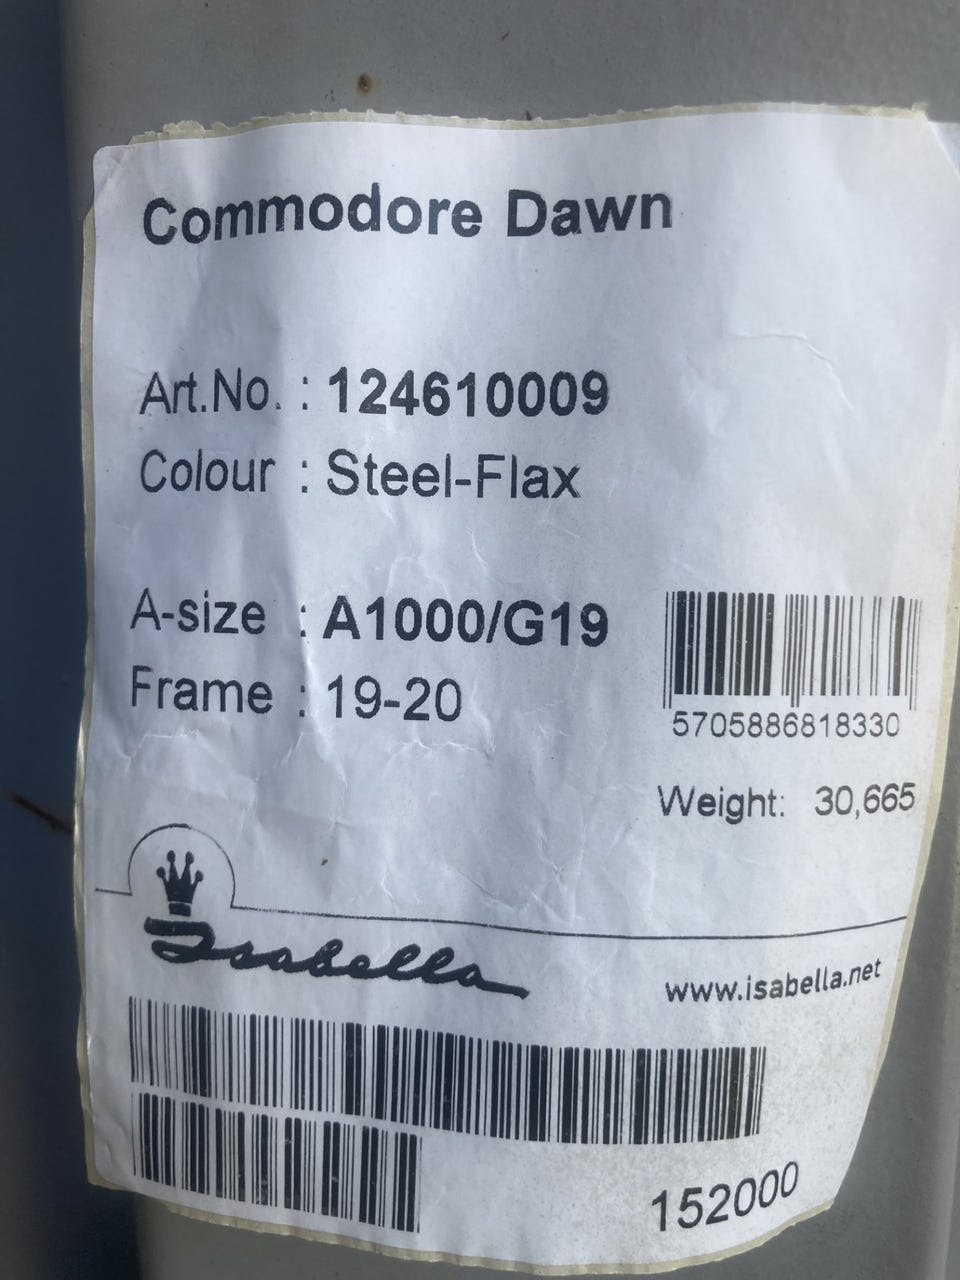 Commodore Dawn
Art.No. : 124610009
Colour : Steel-Flax
A-size : A1000/G19
Frame : 19-20
5705886818330
Weight: 30,665
Isabella
www.isabella.net
152000